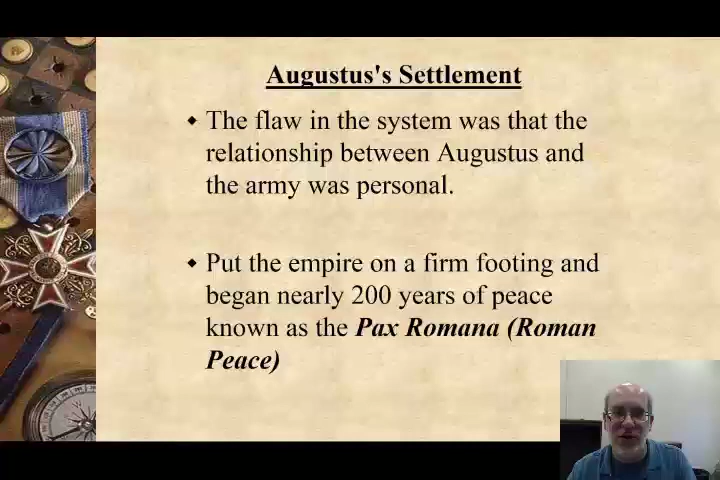 Augustus's Settlement
⬥ The flaw in the system was that the
relationship between Augustus and
the army was personal.
⬥ Put the empire on a firm footing and
began nearly 200 years of peace
known as the Pax Romana (Roman
Peace)